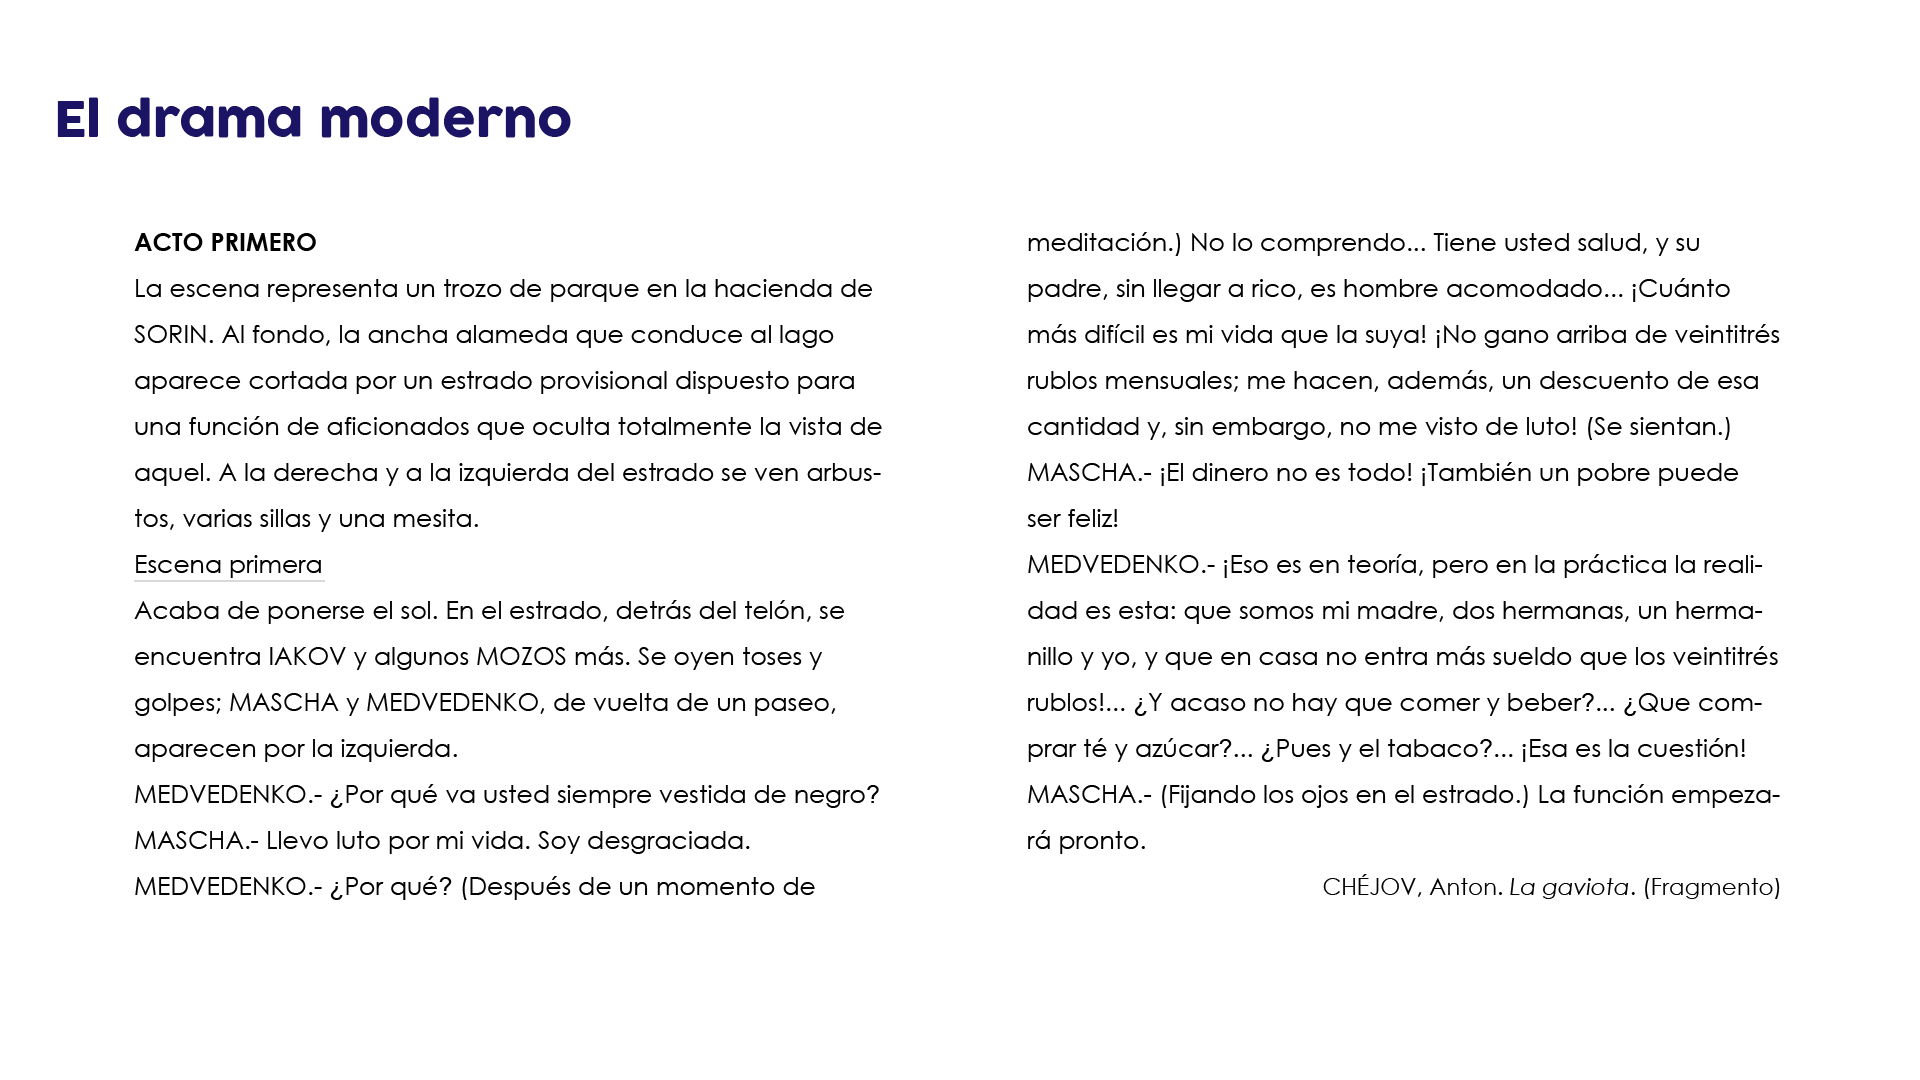 El drama moderno
ACTO PRIMERO
La escena representa un trozo de parque en la hacienda de
SORIN. Al fondo, la ancha alameda que conduce al lago
aparece cortada por un estrado provisional dispuesto para
una función de aficionados que oculta totalmente la vista de
aquel. A la derecha y a la izquierda del estrado se ven arbus-
tos, varias sillas y una mesita.
Escena primera
Acaba de ponerse el sol. En el estrado, detrás del telón, se
encuentra IAKOV y algunos MOZOS más. Se oyen toses y
golpes; MASCHA y MEDVEDENKO, de vuelta de un paseo,
aparecen por la izquierda.
MEDVEDENKO.- ¿Por qué va usted siempre vestida de negro?
MASCHA.- Llevo luto por mi vida. Soy desgraciada.
MEDVEDENKO.- ¿Por qué? (Después de un momento de
meditación.) No lo comprendo... Tiene usted salud, y su
padre, sin llegar a rico, es hombre acomodado... ¡Cuánto
más difícil es mi vida que la suya! ¡No gano arriba de veintitrés
rublos mensuales; me hacen, además, un descuento de esa
cantidad y, sin embargo, no me visto de luto! (Se sientan.)
MASCHA.- ¡El dinero no es todo! ¡También un pobre puede
ser feliz!
MEDVEDENKO.- ¡Eso es en teoría, pero en la práctica la reali-
dad es esta: que somos mi madre, dos hermanas, un herma-
nillo y yo, y que en casa no entra más sueldo que los veintitrés
rublos!... ¿Y acaso no hay que comer y beber?... ¿Que com-
prar té y azúcar?... ¿Pues y el tabaco?... ¡Esa es la cuestión!
MASCHA.- (Fijando los ojos en el estrado.) La función empeza-
rá pronto.
CHÉJOV, Anton. La gaviota. (Fragmento)